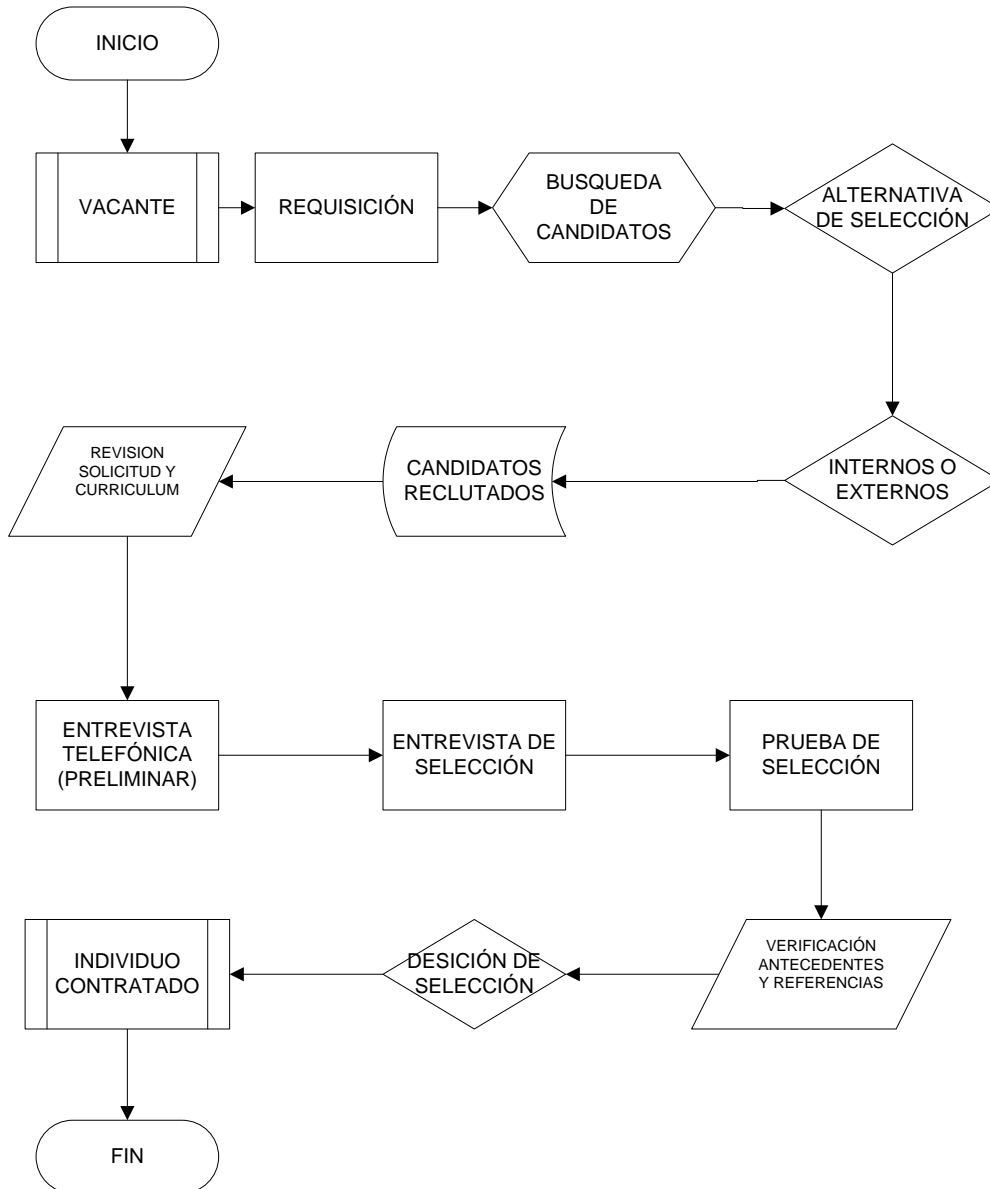 INICIO
VACANTE
REQUISICIÓN
BUSQUEDA
DE
CANDIDATOS
ALTERNATIVA
DE SELECCIÓN
INTERNOS O
EXTERNOS
CANDIDATOS
RECLUTADOS
REVISION
SOLICITUD Y
CURRICULUM
ENTREVISTA
TELEFÓNICA
(PRELIMINAR)
ENTREVISTA DE
SELECCIÓN
PRUEBA DE
SELECCIÓN
VERIFICACIÓN
ANTECEDENTES
Y REFERENCIAS
DESICIÓN DE
SELECCIÓN
INDIVIDUO
CONTRATADO
FIN